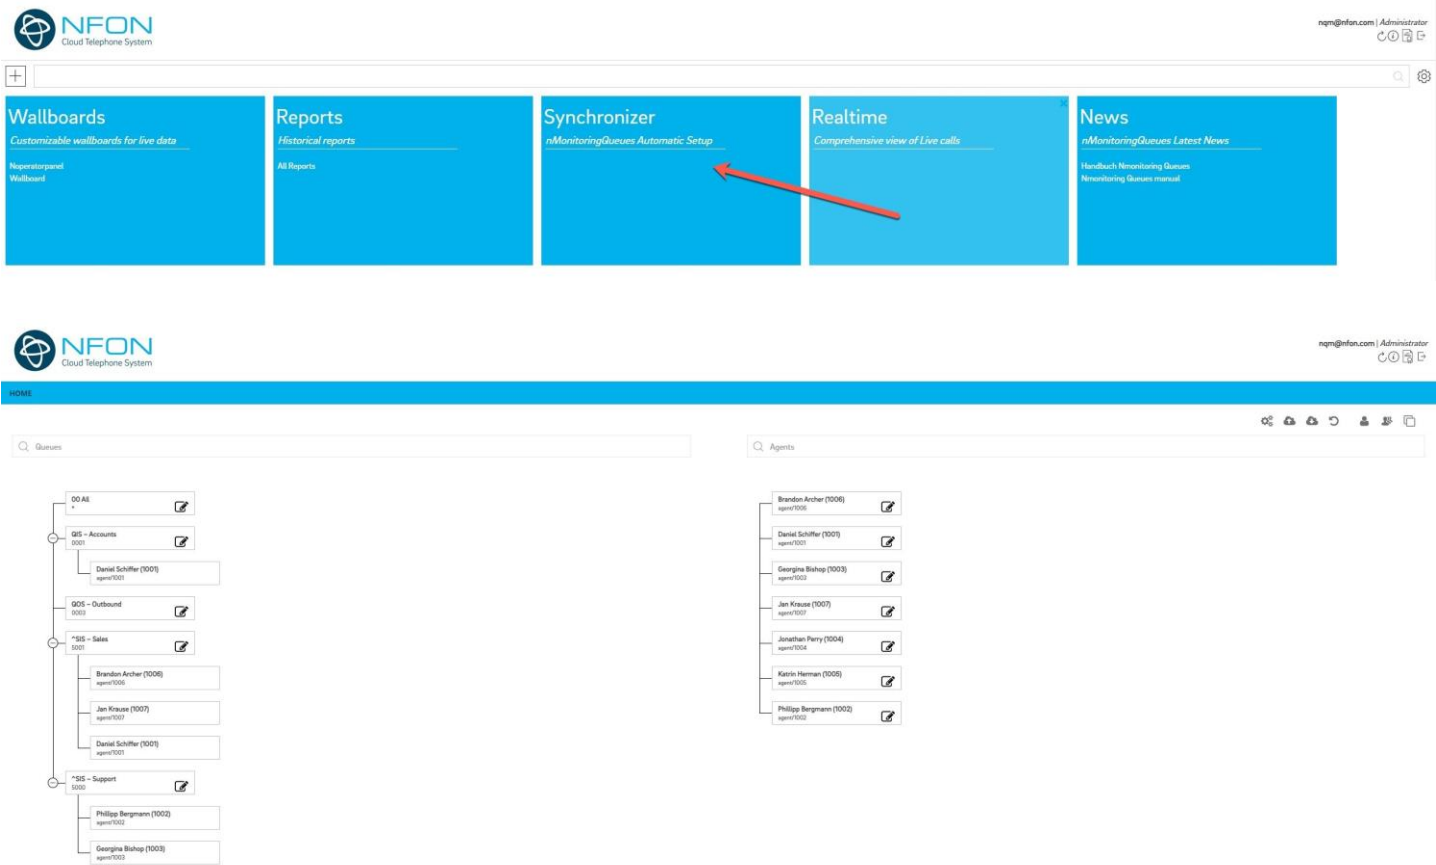 NFON
Cloud Telephone System
nqm@nfon.com | Administrator
Wallboards
Customizable wallboards for live data
Noperatorpanel
Wallboard
Reports
Historical reports
All Reports
Synchronizer
nMonitoringQueues Automatic Setup
Realtime
Comprehensive view of Live calls
News
nMonitoringQueues Latest News
Handbuch Nmonitoring Queues
Nmonitoring Queues manual
NFON
Cloud Telephone System
nqm@nfon.com | Administrator
HOME
Queues
00 All
*
QIS – Accounts
0001
Daniel Schiffer (1001)
agent/1001
QOS – Outbound
0003
^SIS – Sales
5001
Brandon Archer (1006)
agent/1006
Jan Krause (1007)
agent/1007
Daniel Schiffer (1001)
agent/1001
^SIS – Support
5000
Phillipp Bergmann (1002)
agent/1002
Georgina Bishop (1003)
agent/1003
Agents
Brandon Archer (1006)
agent/1006
Daniel Schiffer (1001)
agent/1001
Georgina Bishop (1003)
agent/1003
Jan Krause (1007)
agent/1007
Jonathan Perry (1004)
agent/1004
Katrin Herman (1005)
agent/1005
Phillipp Bergmann (1002)
agent/1002